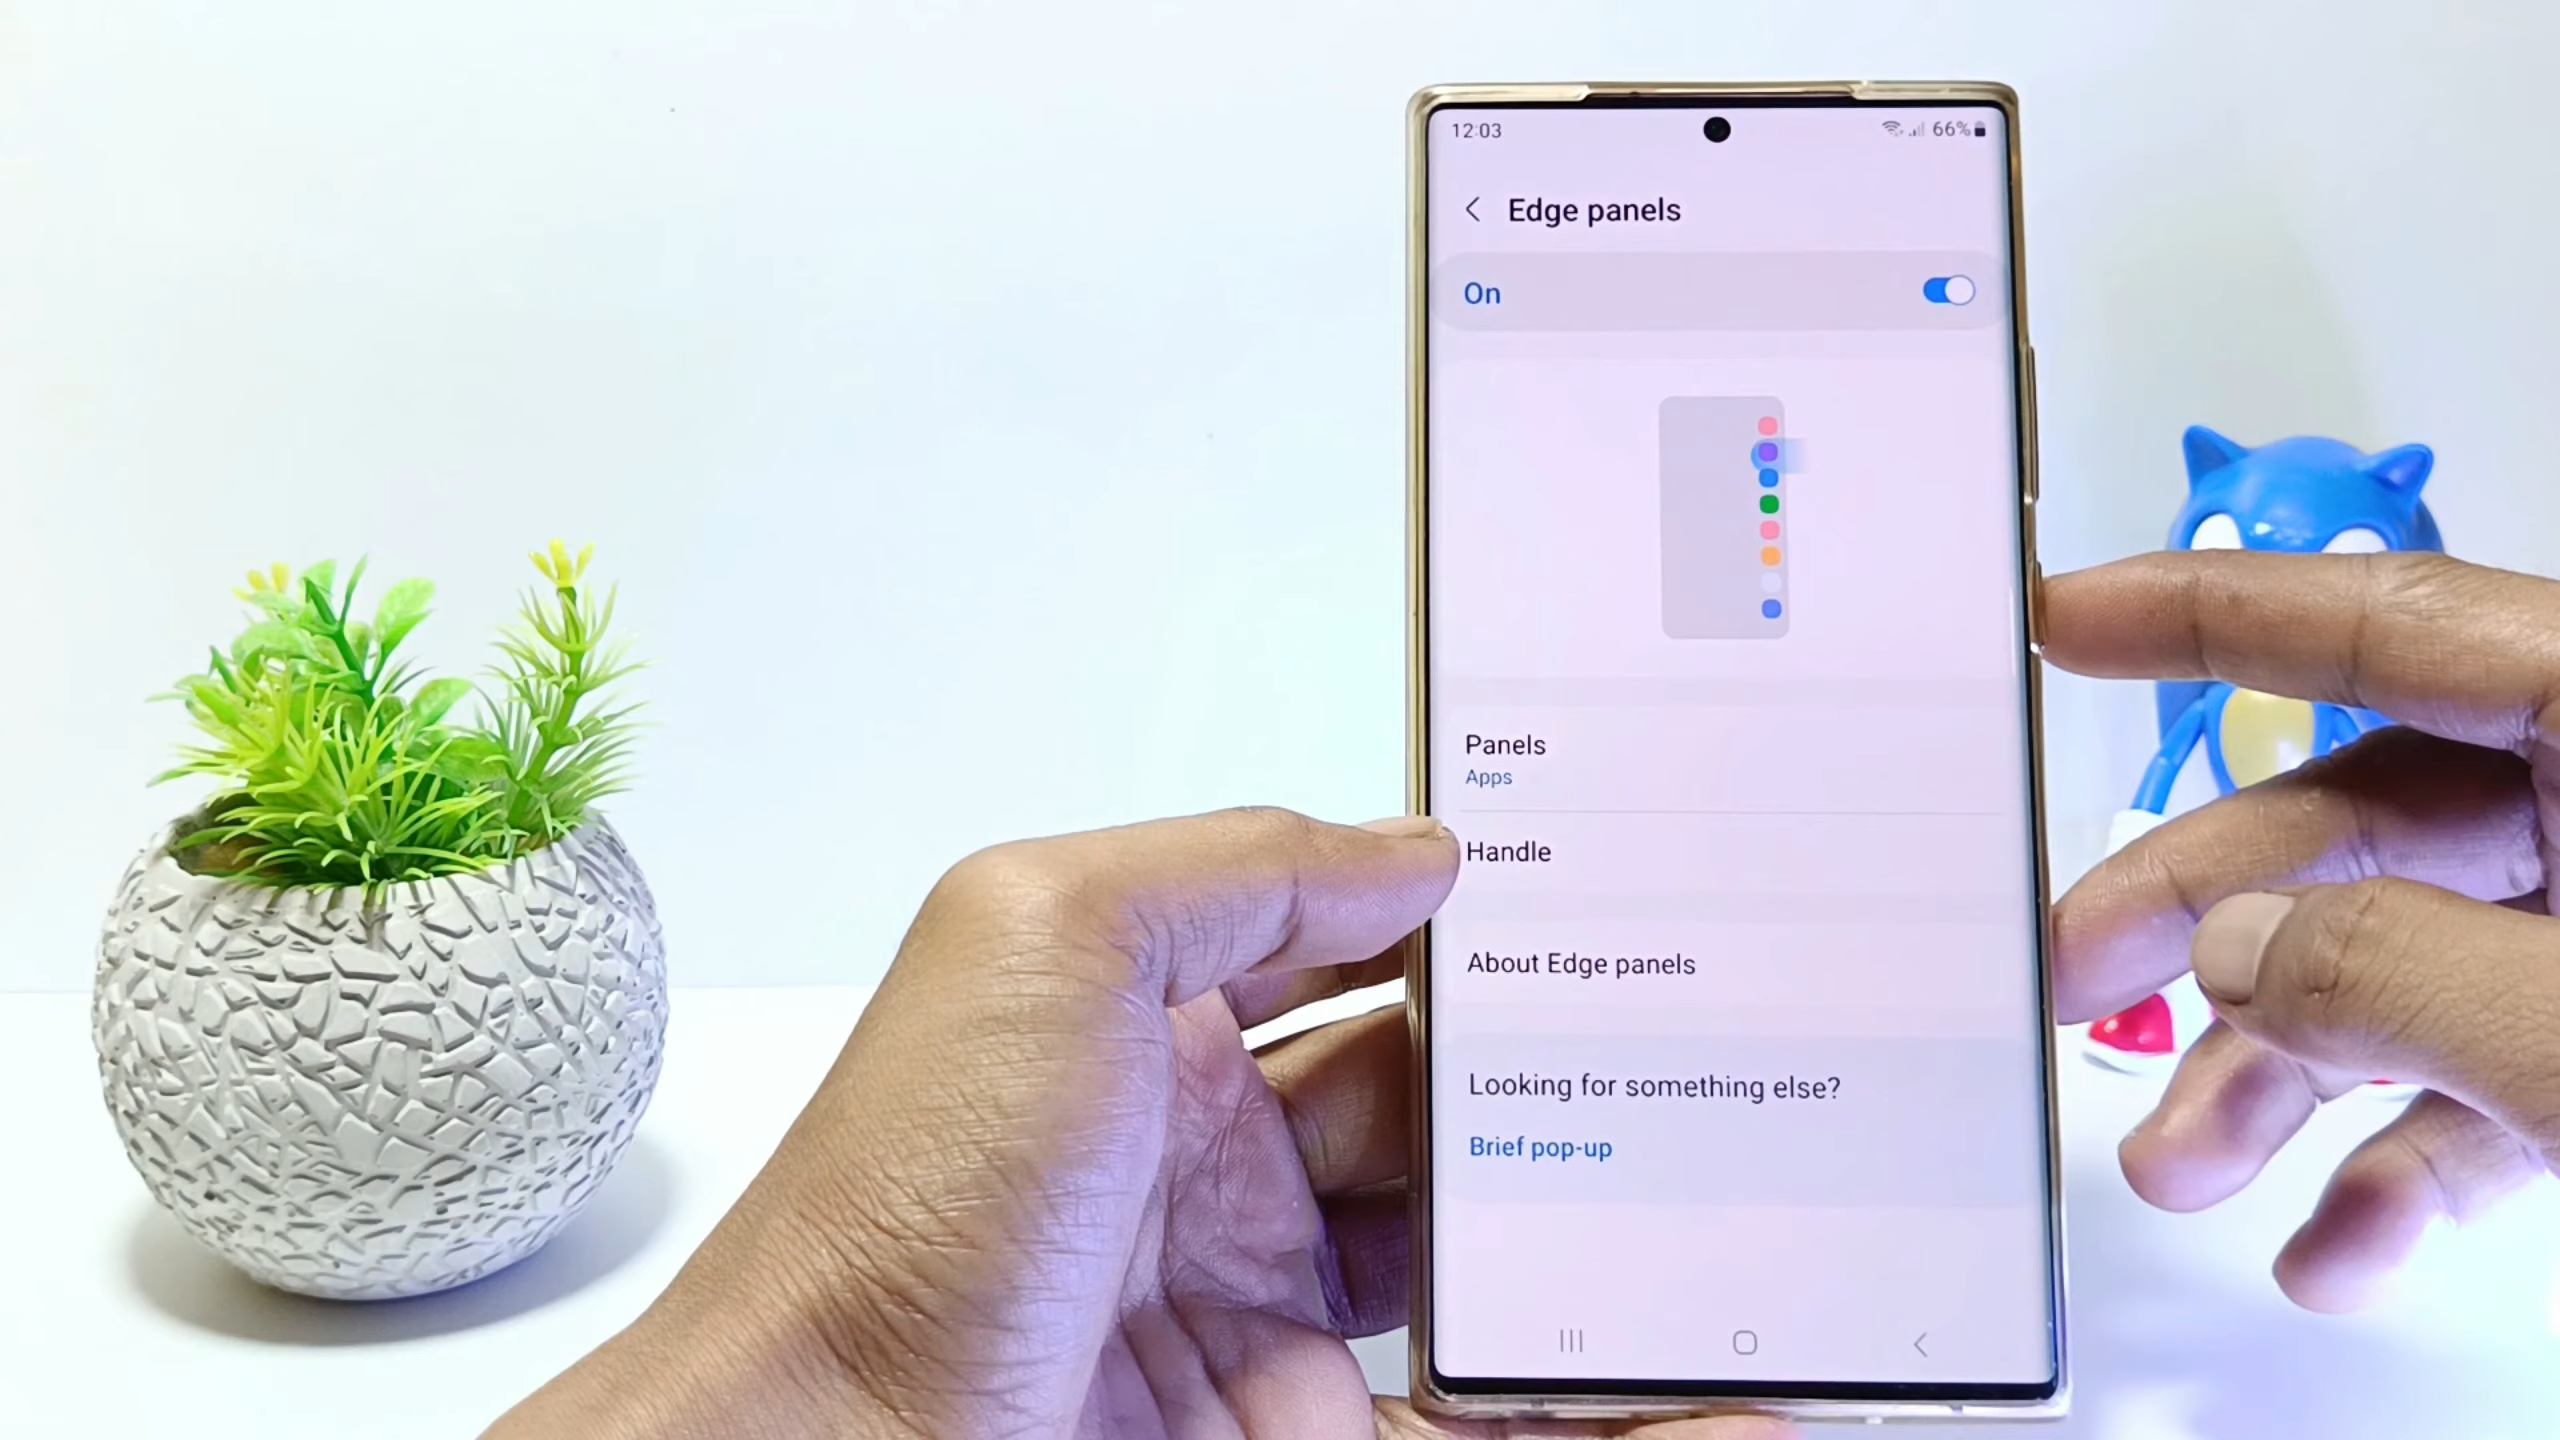 12:03
66%
Edge panels
On
Panels
Apps
Handle
About Edge panels
Looking for something else?
Brief pop-up